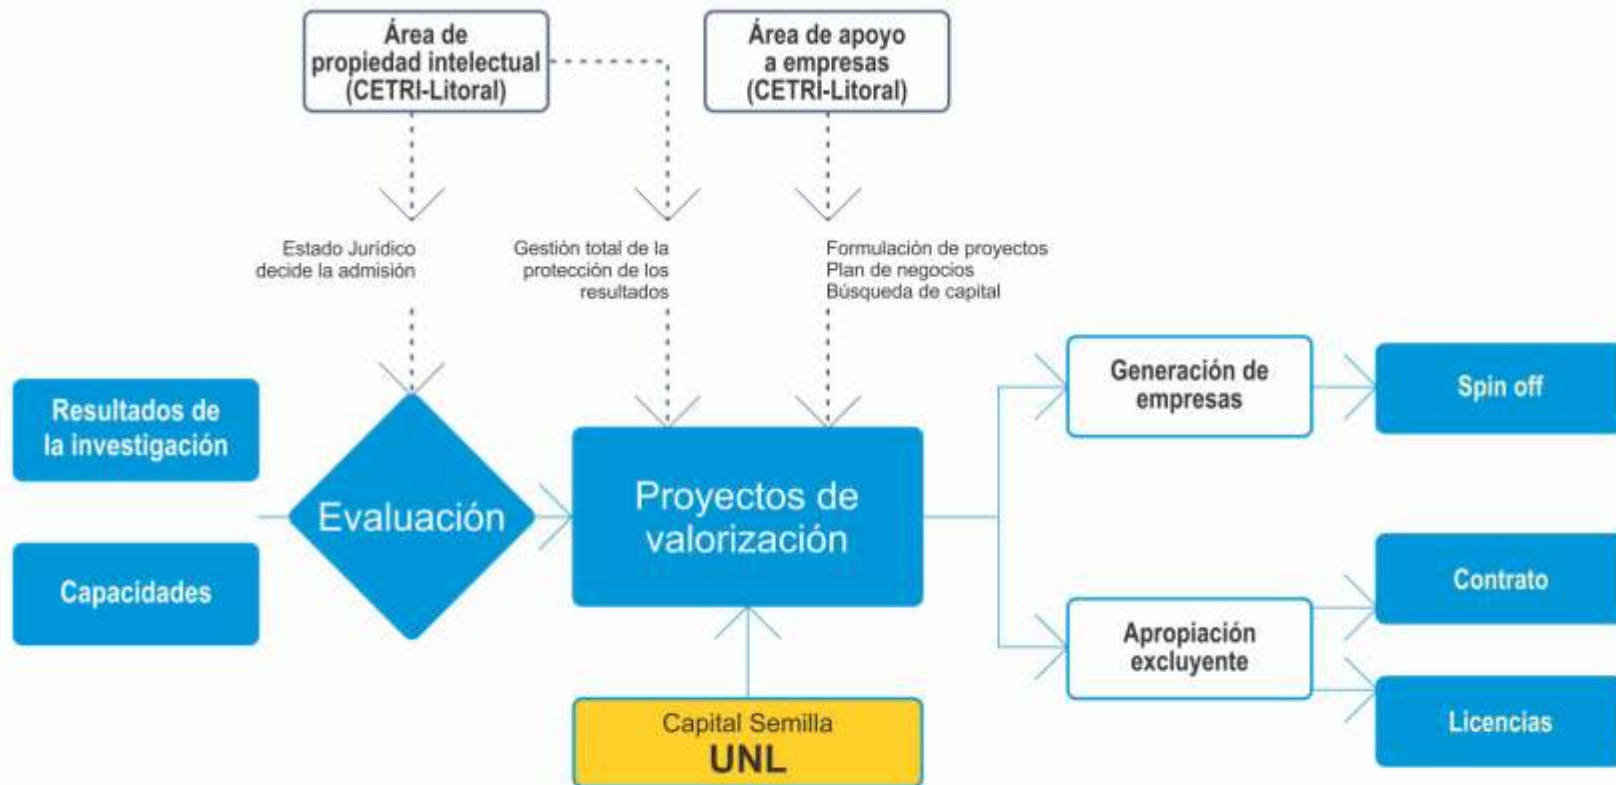 Área de
propiedad intelectual
(CETRI-Litoral)
Área de apoyo
a empresas
(CETRI-Litoral)
Estado Jurídico
decide la admisión
Gestión total de la
protección de los
resultados
Formulación de proyectos
Plan de negocios
Búsqueda de capital
Resultados de
la investigación
Capacidades
Evaluación
Proyectos de
valorización
Capital Semilla
UNL
Generación de
empresas
Spin off
Apropiación
excluyente
Contrato
Licencias